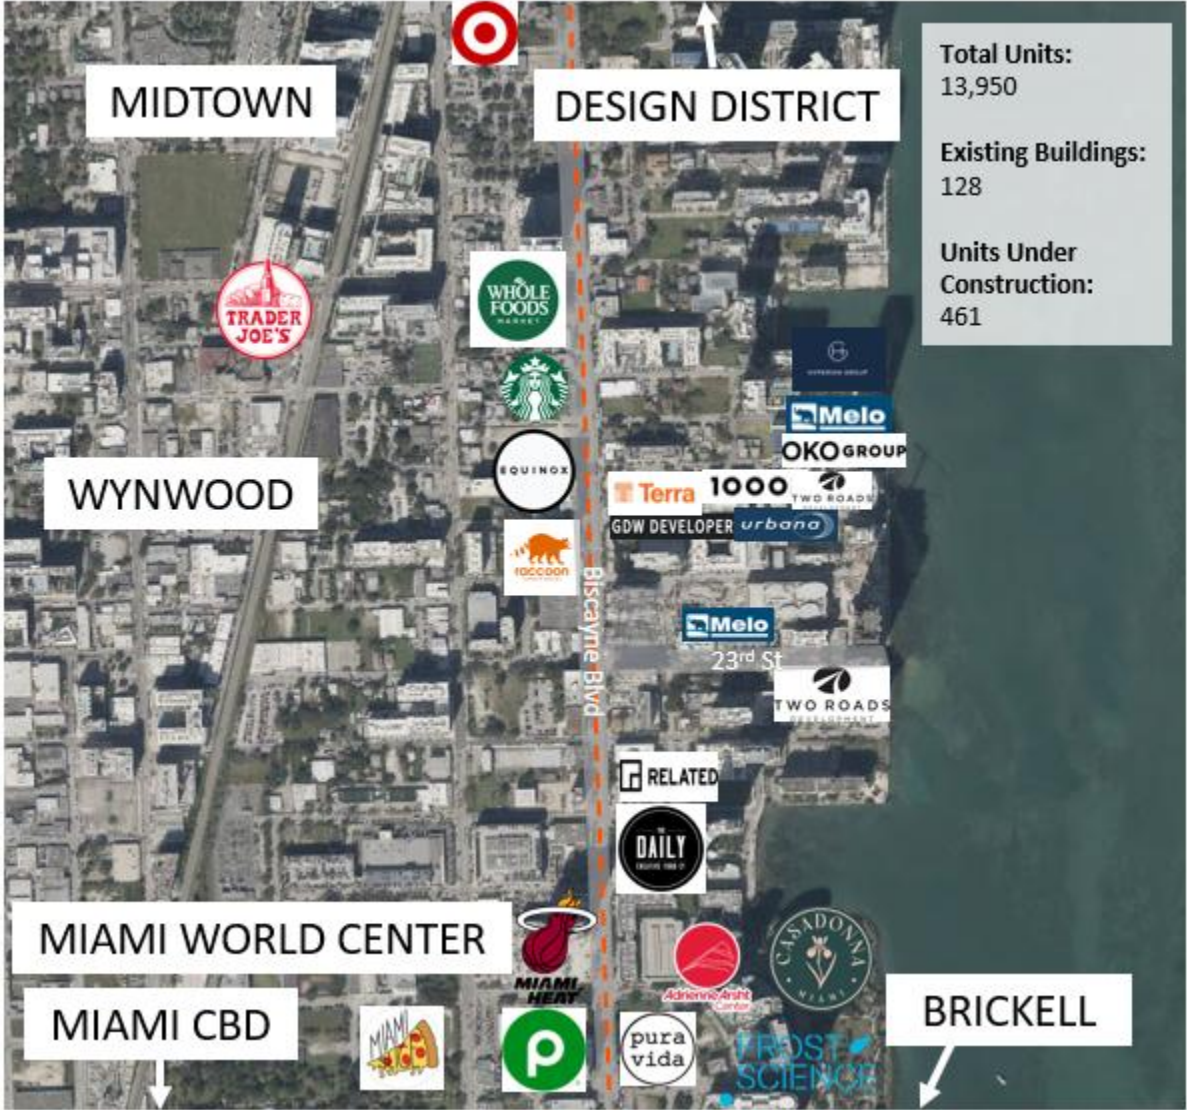 MIDTOWN
DESIGN DISTRICT
Total Units:
13,950
Existing Buildings:
128
Units Under
Construction:
461
TRADER
JOE'S
WHOLE
FOODS
MARKET
Melo
OKO GROUP
EQUINOX
WYNWOOD
Terra
1000
TWO ROADS
GDW DEVELOPER
urbana
raccoon
Biscayne Blvd
Melo
23rd St
TWO ROADS
DEVELOPMENT
RELATED
THE
DAILY
MIAMI WORLD CENTER
MIAMI
HEAT
Adrienne Arsht
Center
CASADONNA
MIAMI
MIAMI CBD
BRICKELL
MIAMI
P
pura
vida
FROST
SCIENCE